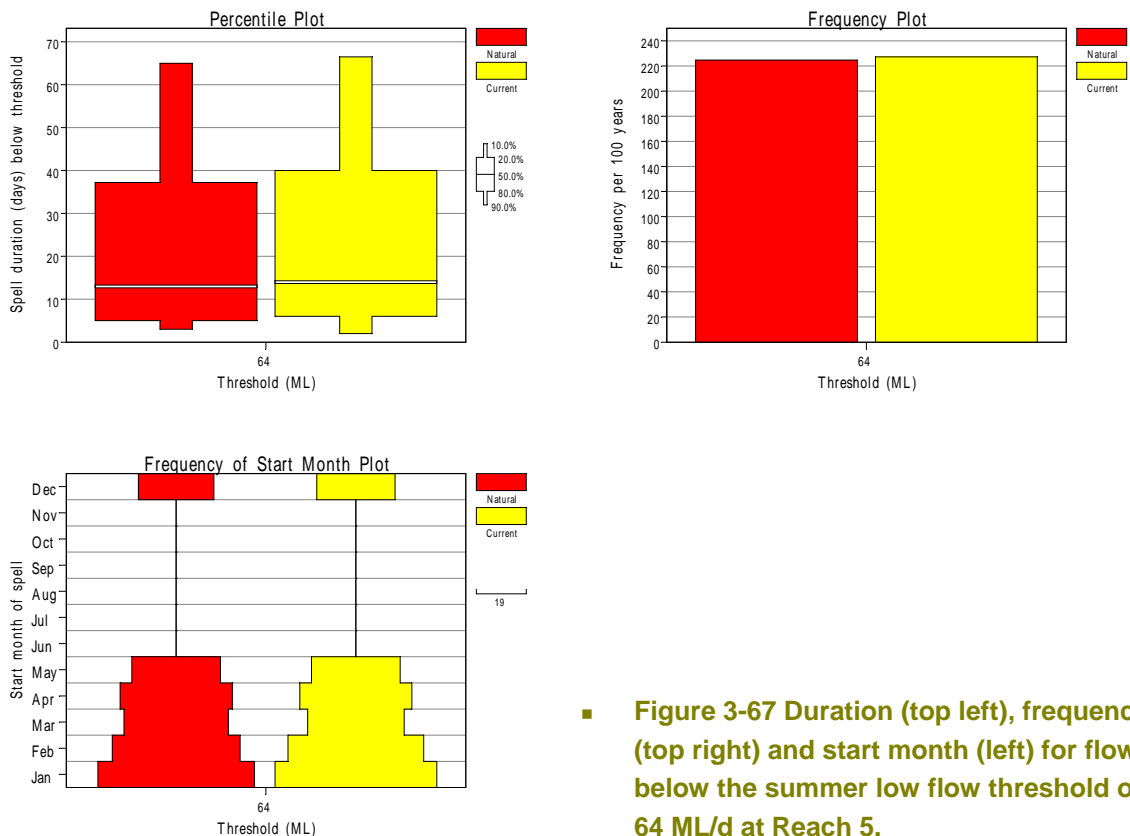 Percentile Plot
70
60
50
40
30
20
10
0
Spell duration (days) below threshold
64
Threshold (ML)
Natural
Current
10.0%
20.0%
50.0%
80.0%
90.0%
Frequency Plot
240
220
200
180
160
140
120
100
80
60
40
20
0
Frequency per 100 years
64
Threshold (ML)
Natural
Current
Frequency of Start Month Plot
Dec
Nov
Oct
Sep
Aug
Jul
Jun
May
Apr
Mar
Feb
Jan
Start month of spell
64
Threshold (ML)
Natural
Current
19
Figure 3-67 Duration (top left), frequenc
(top right) and start month (left) for flow
below the summer low flow threshold o
64 ML/d at Reach 5.